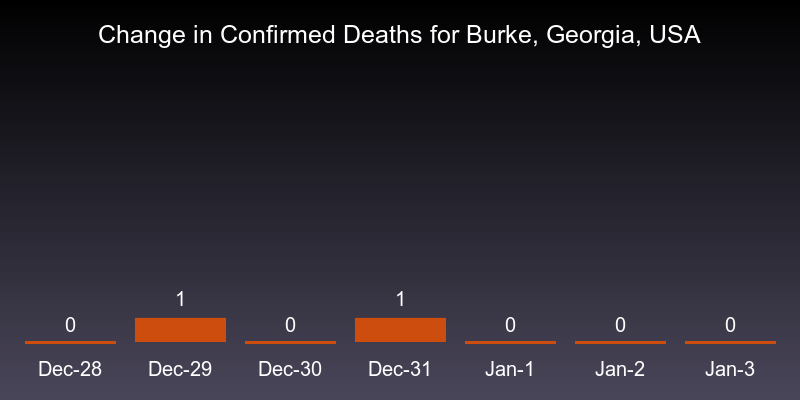 Change in Confirmed Deaths for Burke, Georgia, USA
0 1 0 1 0 0 0
Dec-28 Dec-29 Dec-30 Dec-31 Jan-1 Jan-2 Jan-3